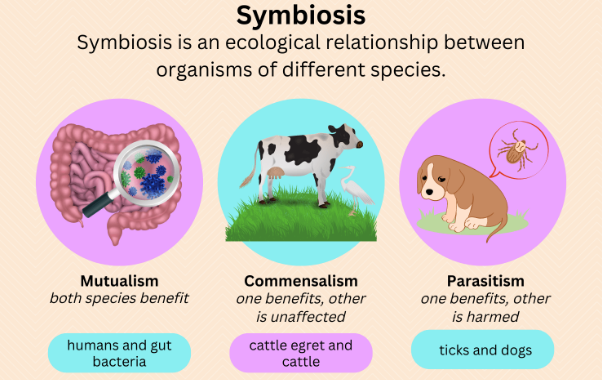 Symbiosis
Symbiosis is an ecological relationship between
organisms of different species.
Mutualism
both species benefit
humans and gut
bacteria
Commensalism
one benefits, other
is unaffected
cattle egret and
cattle
Parasitism
one benefits, other
is harmed
ticks and dogs